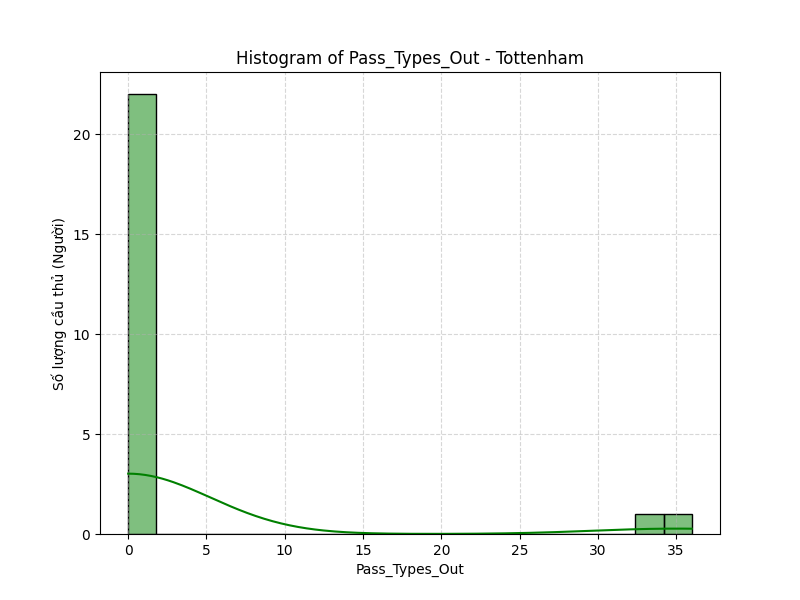 Histogram of Pass_Types_Out - Tottenham
Số lượng cầu thủ (Người)
20
15
10
5
0
0 5 10 15 20 25 30 35
Pass_Types_Out